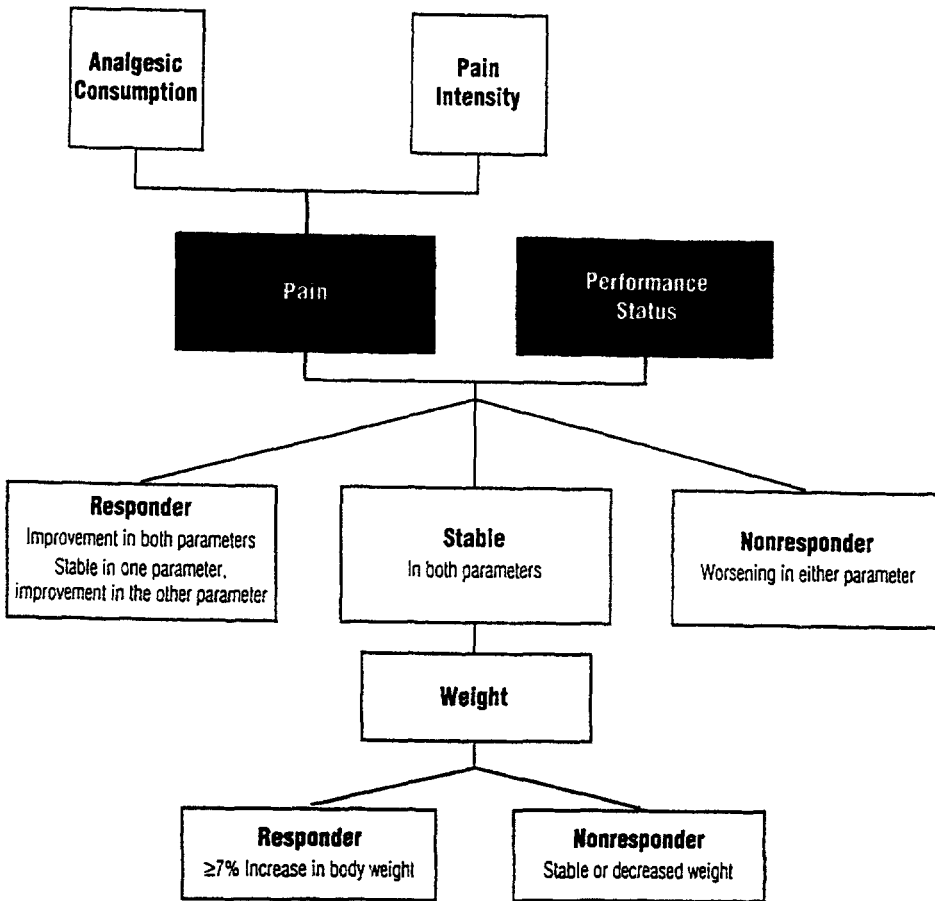 Analgesic
Consumption
Pain
Intensity
Pain
Performance
Status
Responder
Improvement in both parameters
Stable in one parameter,
improvement in the other parameter
Stable
In both parameters
Nonresponder
Worsening in either parameter
Weight
Responder
≥7% Increase in body weight
Nonresponder
Stable or decreased weight